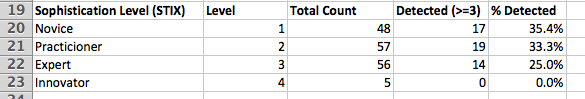 19 Sophistication Level (STIX) Level Total Count Detected (>=3) % Detected
20 Novice 1 48 17 35.4%
21 Practicioner 2 57 19 33.3%
22 Expert 3 56 14 25.0%
23 Innovator 4 5 0 0.0%